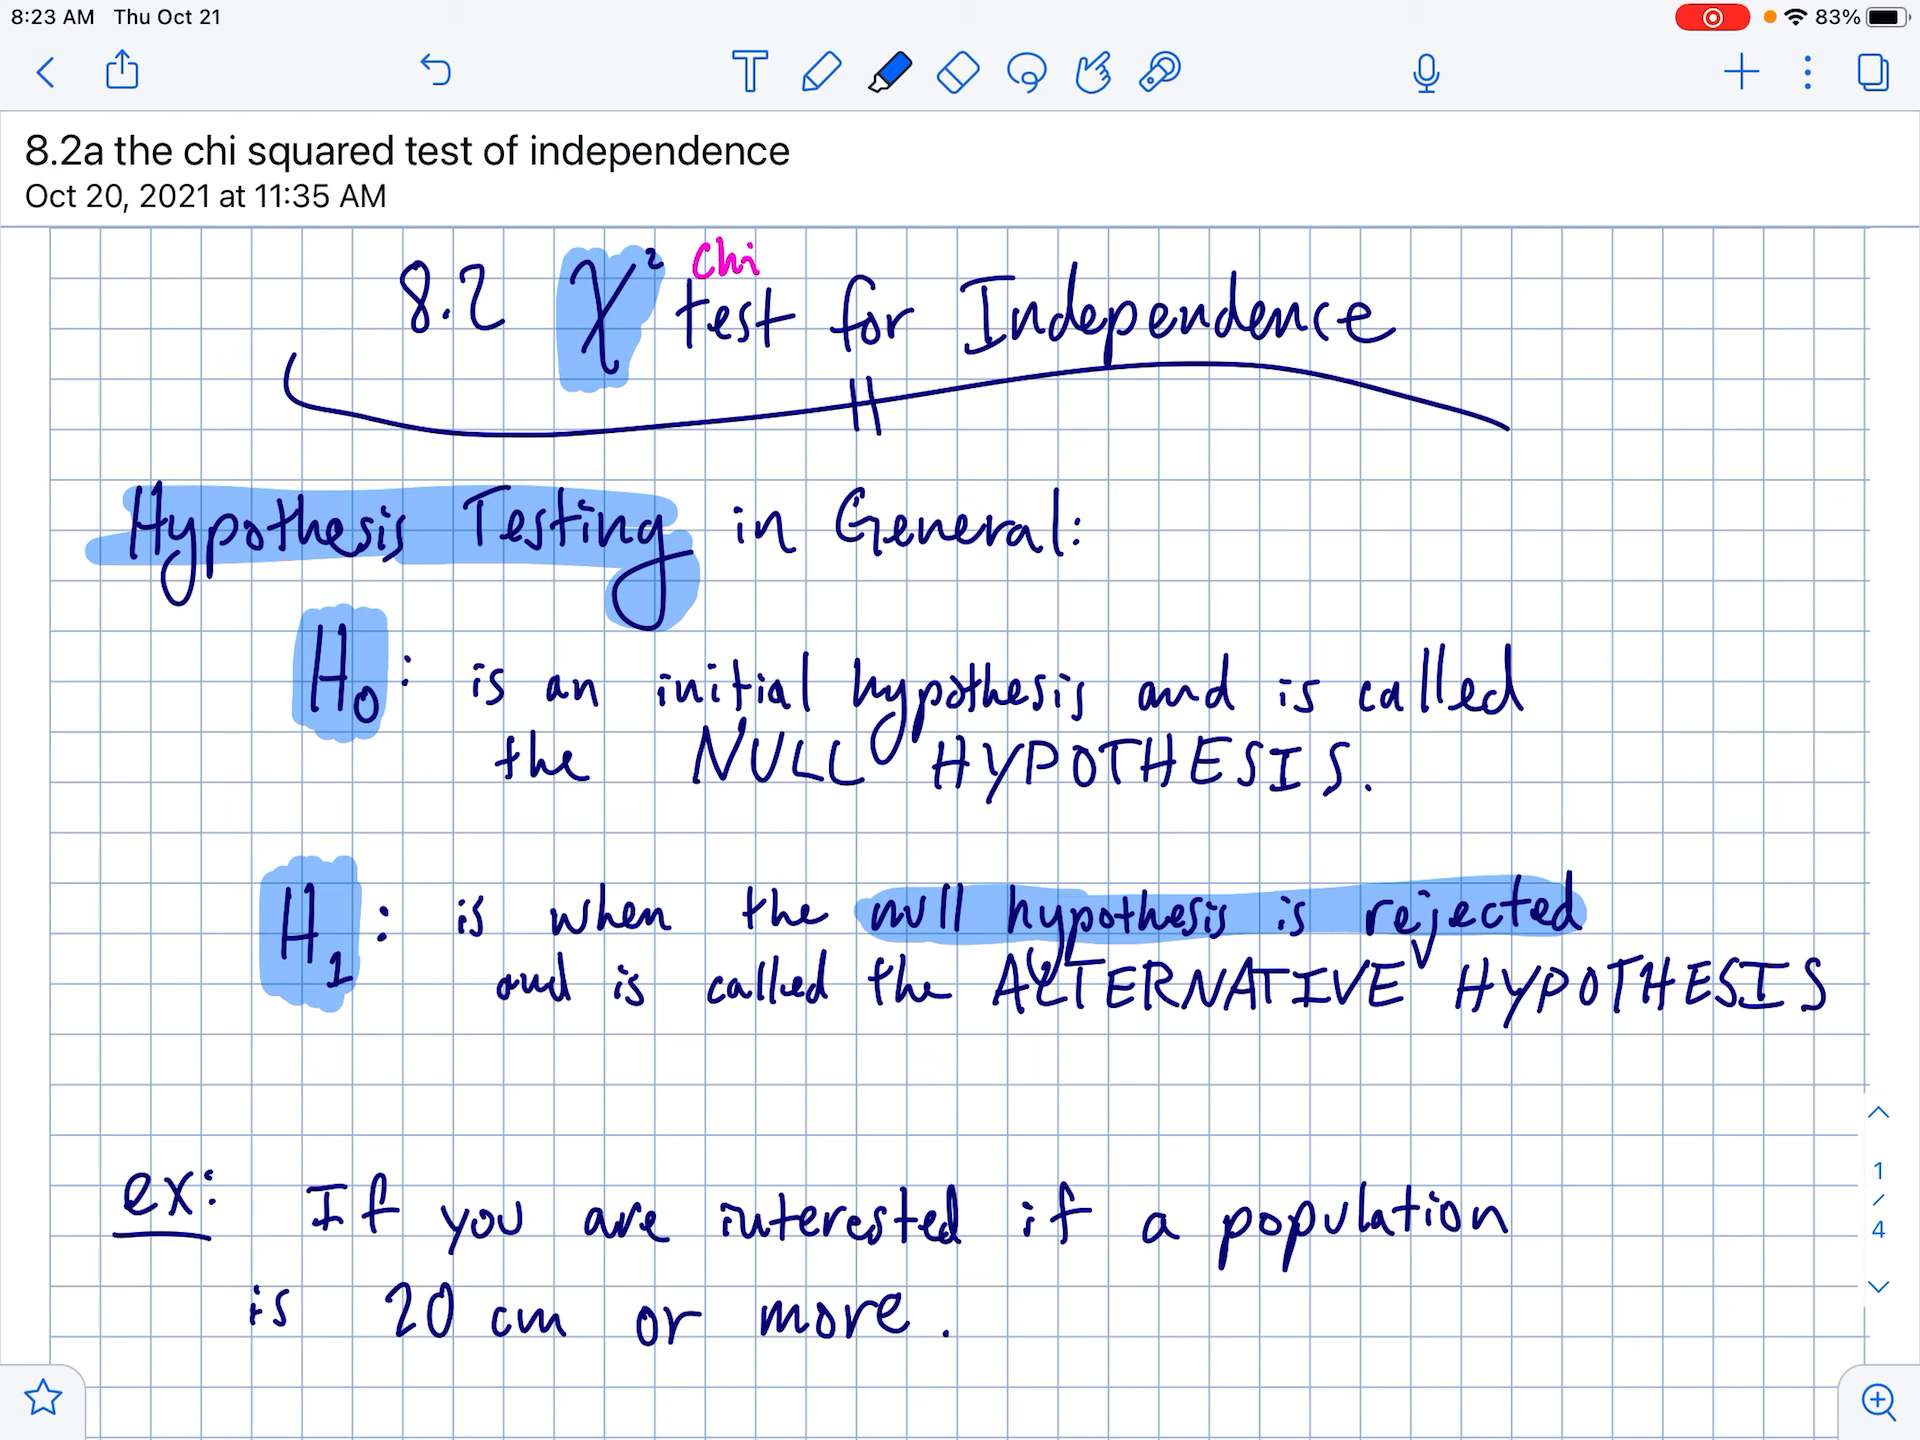 8:23 AM Thu Oct 21
83%
8.2a the chi squared test of independence
Oct 20, 2021 at 11:35 AM
Chi
8.2 χ² test for Independence
Hypothesis Testing in General:
H₀: is an initial hypothesis and is called
the NULL HYPOTHESIS.
H₁: is when the null hypothesis is rejected
and is called the ALTERNATIVE HYPOTHESIS
ex: If you are interested if a population
is 20 cm or more.
1
/
4